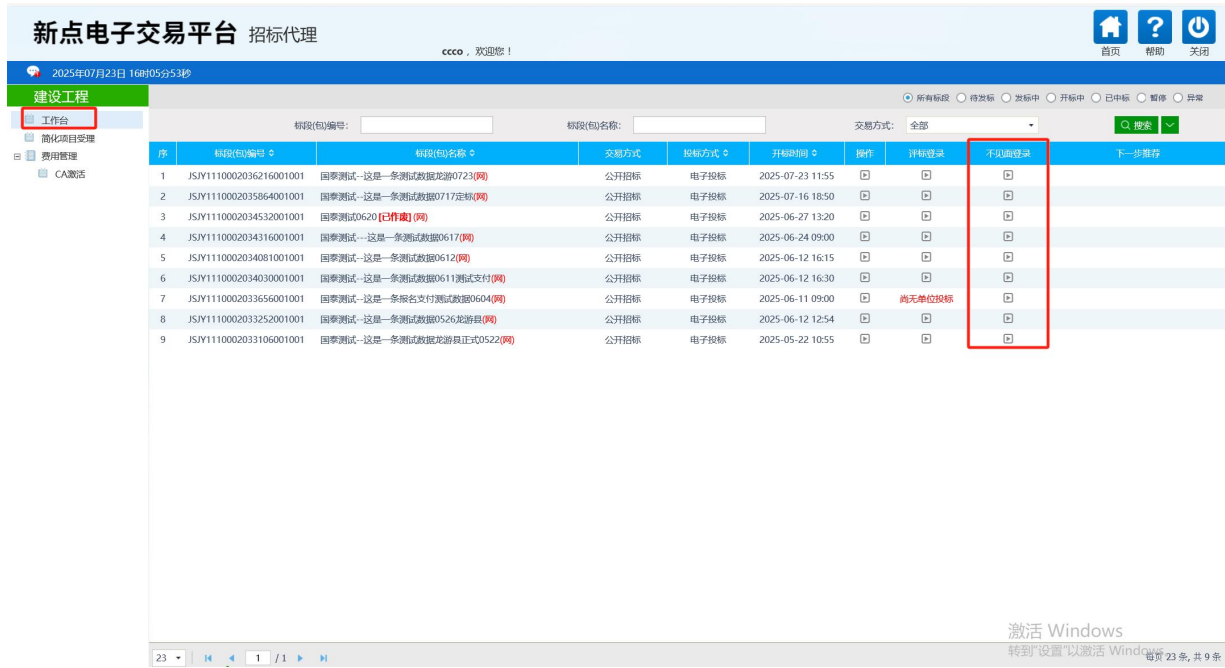 新点电子交易平台 招标代理
ccco，欢迎您！
首页 帮助 关闭
2025年07月23日 16时05分53秒
建设工程
工作台
简化项目受理
费用管理
CA激活
所有标段 待发标 发标中 开标中 已中标 暂停 异常
标段(包)编号： 标段(包)名称： 交易方式： 全部 搜索
序 标段(包)编号 标段(包)名称 交易方式 投标方式 开标时间 操作 评标登录 不见面登录 下一步推荐
1 JSJY1110002036216001001 国泰测试--这是一条测试数据龙游0723(网) 公开招标 电子投标 2025-07-23 11:55
2 JSJY1110002035864001001 国泰测试--这是一条测试数据0717定标(网) 公开招标 电子投标 2025-07-16 18:50
3 JSJY1110002034532001001 国泰测试0620 [已作废] (网) 公开招标 电子投标 2025-06-27 13:20
4 JSJY1110002034316001001 国泰测试---这是一条测试数据0617(网) 公开招标 电子投标 2025-06-24 09:00
5 JSJY1110002034081001001 国泰测试--这是一条测试数据0612(网) 公开招标 电子投标 2025-06-12 16:15
6 JSJY1110002034030001001 国泰测试--这是一条测试数据0611测试支付(网) 公开招标 电子投标 2025-06-12 16:30
7 JSJY1110002033656001001 国泰测试--这是一条报名支付测试数据0604(网) 公开招标 电子投标 2025-06-11 09:00 尚无单位投标
8 JSJY1110002033252001001 国泰测试--这是一条测试数据0526龙游县(网) 公开招标 电子投标 2025-06-12 12:54
9 JSJY1110002033106001001 国泰测试--这是一条测试数据龙游县正式0522(网) 公开招标 电子投标 2025-05-22 10:55
激活 Windows
转到"设置"以激活 Windows。
23 1 / 1 每页 23 条, 共 9 条